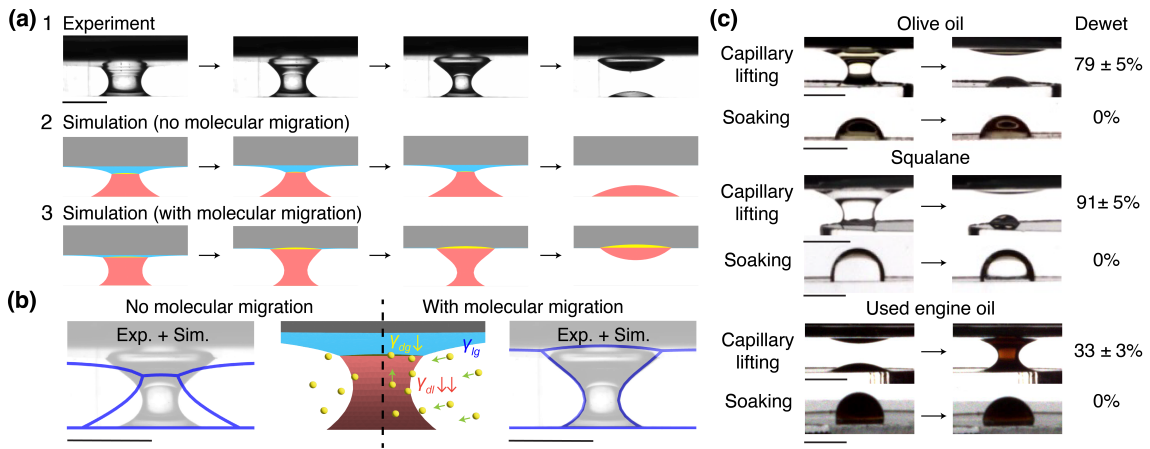 (a)
1 Experiment
2 Simulation (no molecular migration)
3 Simulation (with molecular migration)
(b)
No molecular migration
With molecular migration
Exp. + Sim.
γdg↓
γlg
γdl↓↓
Exp. + Sim.
(c)
Olive oil Dewet
Capillary
lifting
79 ± 5%
Soaking
0%
Squalane
Capillary
lifting
91± 5%
Soaking
0%
Used engine oil
Capillary
lifting
33 ± 3%
Soaking
0%